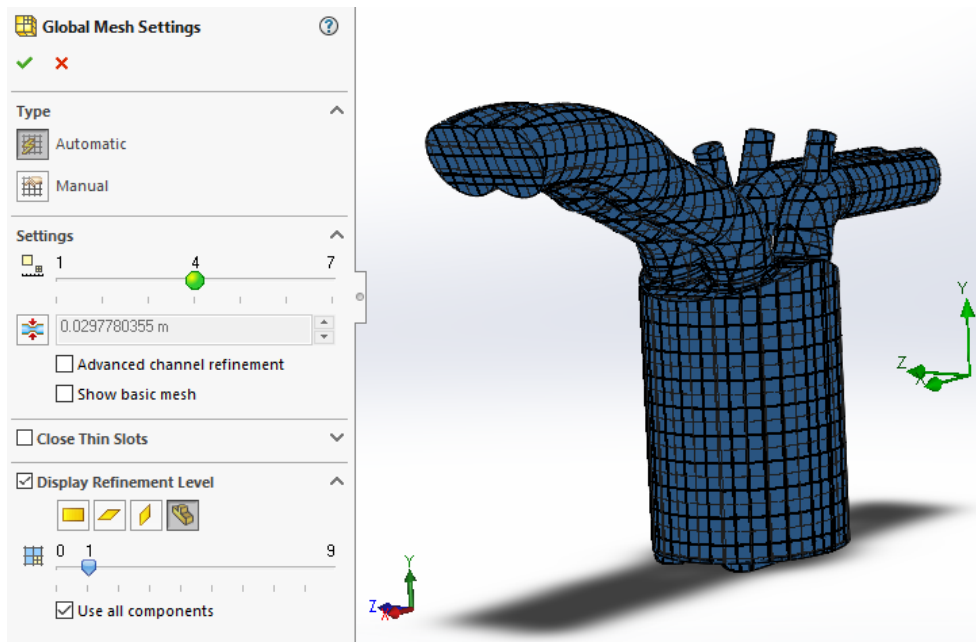 Global Mesh Settings
?
Type
Automatic
Manual
Settings
1 4 7
0.0297780355 m
Advanced channel refinement
Show basic mesh
Close Thin Slots
Display Refinement Level
0 1 9
Use all components
Y
Z
X
Y
Z
X